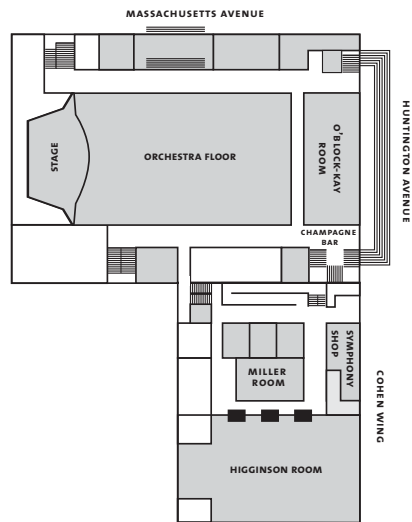 MASSACHUSETTS AVENUE
HUNTINGTON AVENUE
STAGE
ORCHESTRA FLOOR
O'BLOCK-KAY
ROOM
CHAMPAGNE
BAR
SYMPHONY
SHOP
MILLER
ROOM
COHEN WING
HIGGINSON ROOM